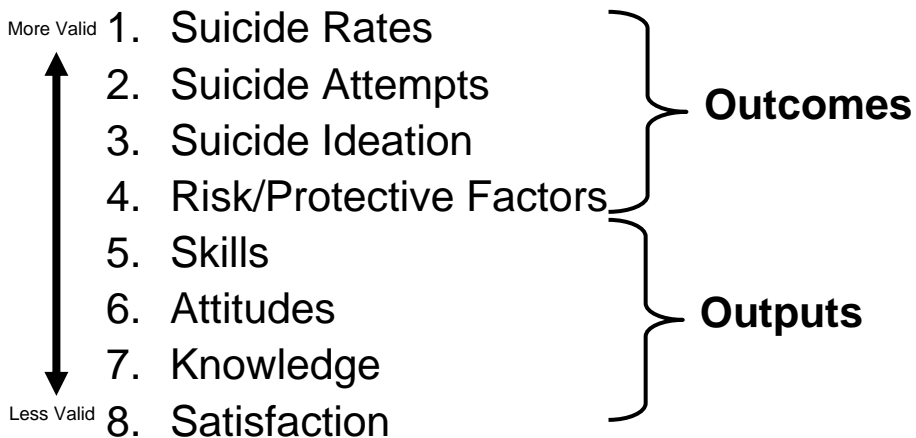 More Valid 1. Suicide Rates
2. Suicide Attempts
Outcomes
3. Suicide Ideation
4. Risk/Protective Factors
5. Skills
6. Attitudes
Outputs
7. Knowledge
Less Valid 8. Satisfaction